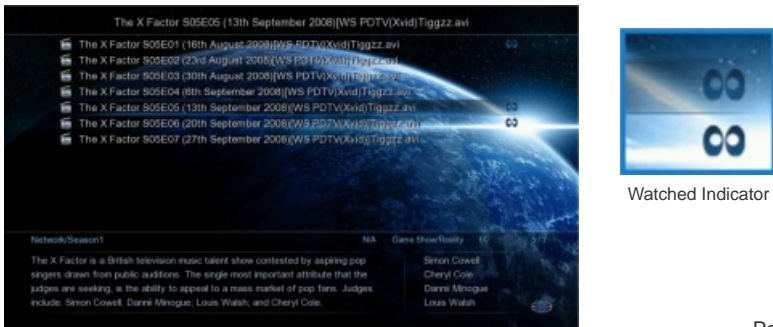 The X Factor S05E05 (13th September 2008)[WS PDTV(Xvid)Tiggzz.avi
The X Factor S05E01 (16th August 2008)[WS PDTV(Xvid)Tiggzz.avi
The X Factor S05E02 (23rd August 2008)[WS PDTV(Xvid)Tiggzz.avi
The X Factor S05E03 (30th August 2008)[WS PDTV(Xvid)Tiggzz.avi
The X Factor S05E04 (6th September 2008)[WS PDTV(Xvid)Tiggzz.avi
The X Factor S05E05 (13th September 2008)[WS PDTV(Xvid)Tiggzz.avi
The X Factor S05E06 (20th September 2008)[WS PDTV(Xvid)Tiggzz.avi
The X Factor S05E07 (27th September 2008)[WS PDTV(Xvid)Tiggzz.avi
Network/Season1 N/A Game Show/Reality 5 / 7
The X Factor is a British television music talent show contested by aspiring pop
singers drawn from public auditions. The single most important attribute that the
judges are seeking, is the ability to appeal to a mass market of pop fans. Judges
include: Simon Cowell, Dannii Minogue, Louis Walsh, and Cheryl Cole.
Simon Cowell
Cheryl Cole
Dannii Minogue
Louis Walsh
Watched Indicator